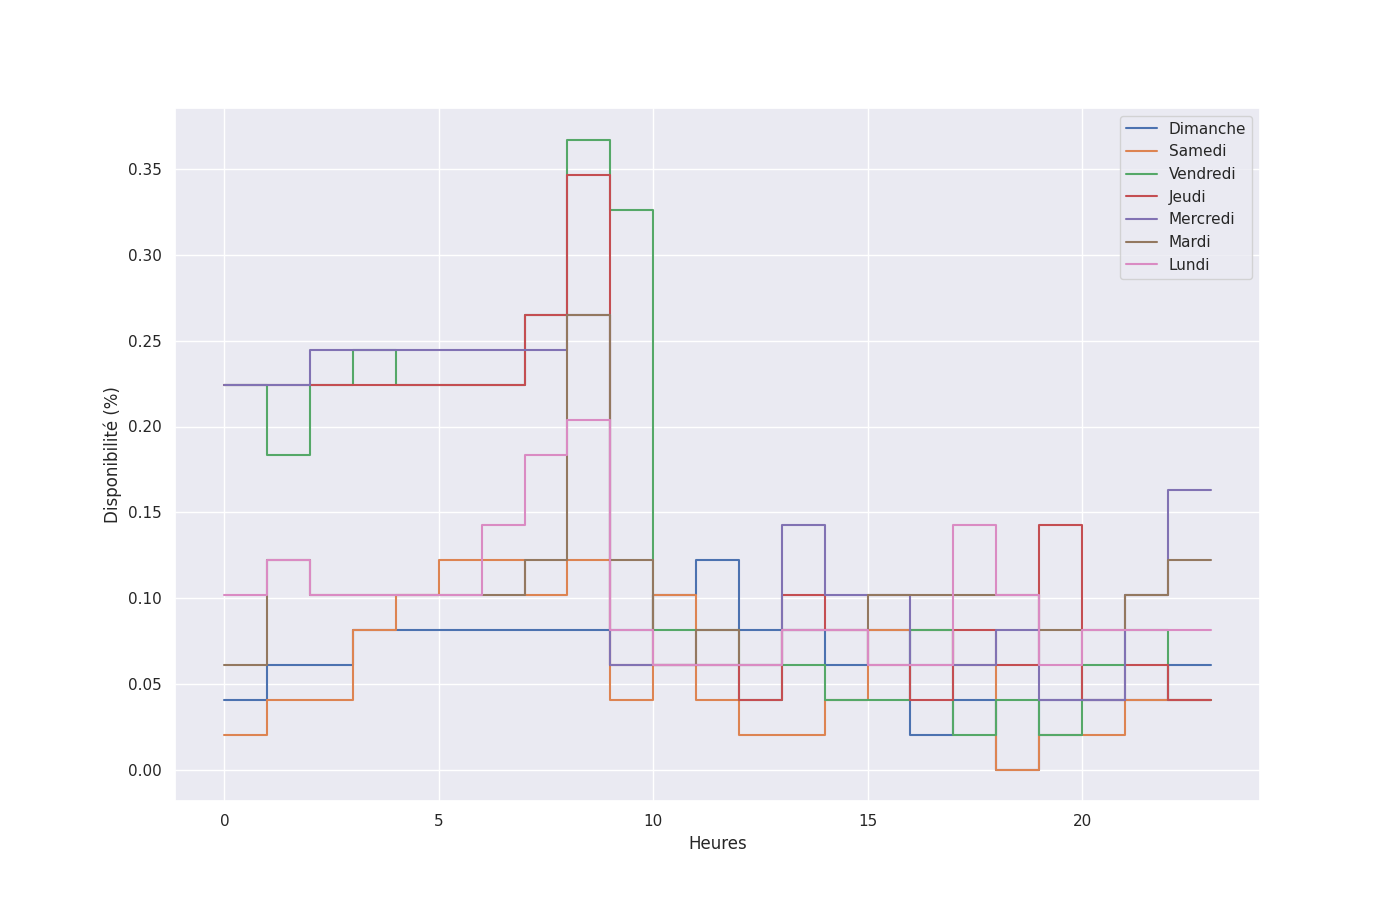 Dimanche
Samedi
Vendredi
Jeudi
Mercredi
Mardi
Lundi
0.35
0.30
0.25
0.20
0.15
0.10
0.05
0.00
Disponibilité (%)
0 5 10 15 20
Heures